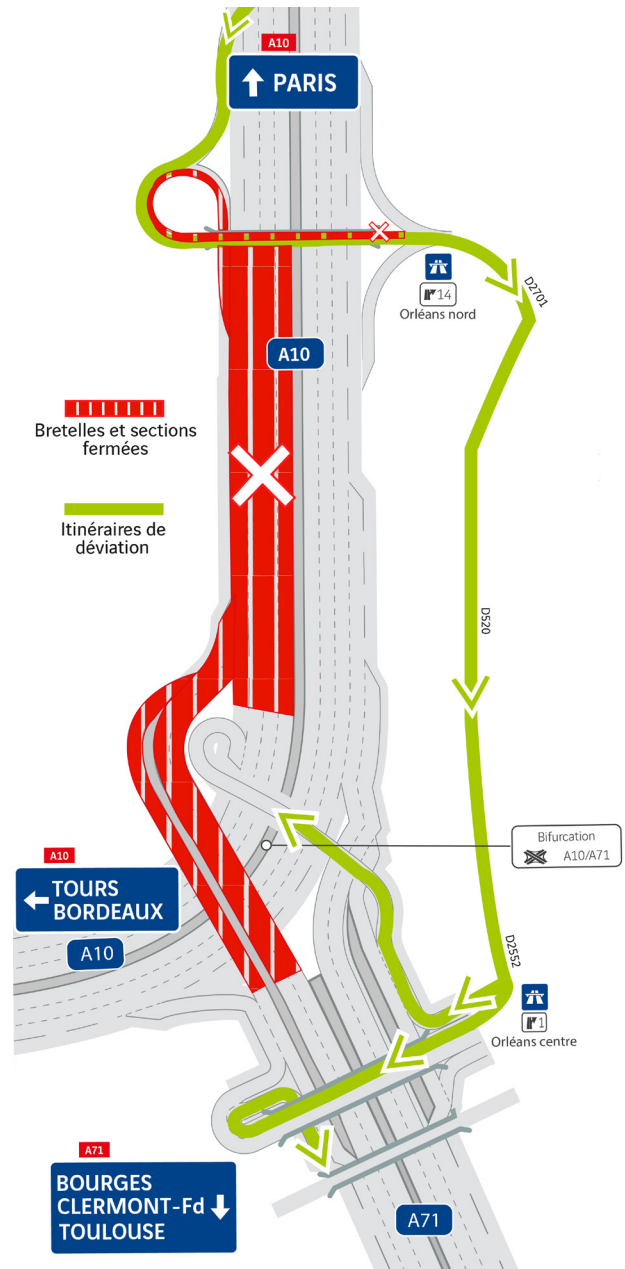 A10
PARIS
14
Orléans nord
D2701
A10
Bretelles et sections
fermées
Itinéraires de
déviation
D520
Bifurcation
A10/A71
A10
TOURS
BORDEAUX
A10
D2552
1
Orléans centre
A71
BOURGES
CLERMONT-Fd
TOULOUSE
A71